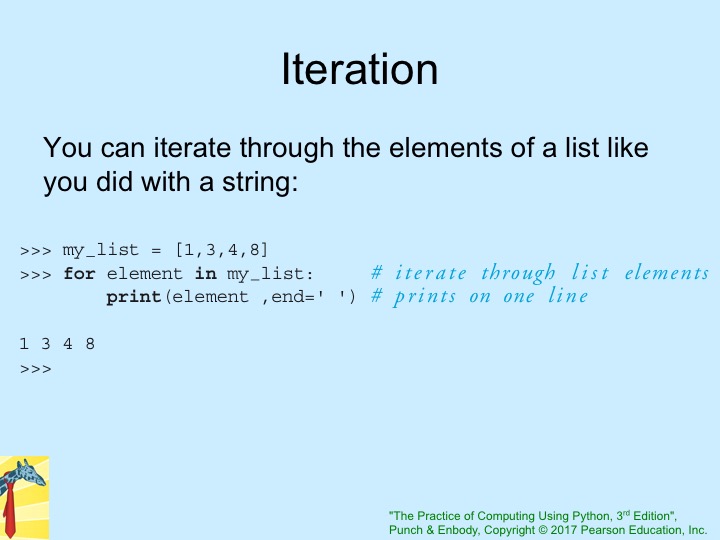 Iteration
You can iterate through the elements of a list like
you did with a string:
>>> my_list = [1,3,4,8]
>>> for element in my_list: # iterate through list elements
print(element ,end=' ') # prints on one line
1 3 4 8
>>>
"The Practice of Computing Using Python, 3rd Edition",
Punch & Enbody, Copyright © 2017 Pearson Education, Inc.